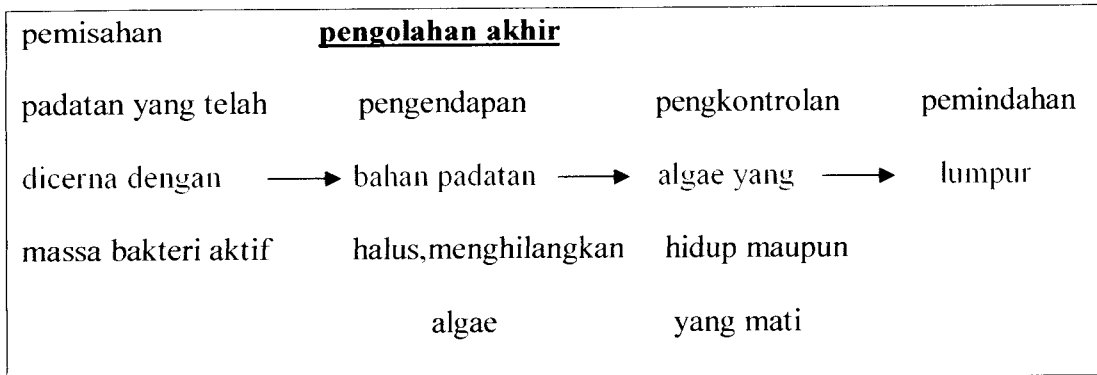 pemisahan pengolahan akhir
padatan yang telah pengendapan pengkontrolan pemindahan
dicerna dengan bahan padatan algae yang lumpur
massa bakteri aktif halus,menghilangkan hidup maupun
algae yang mati